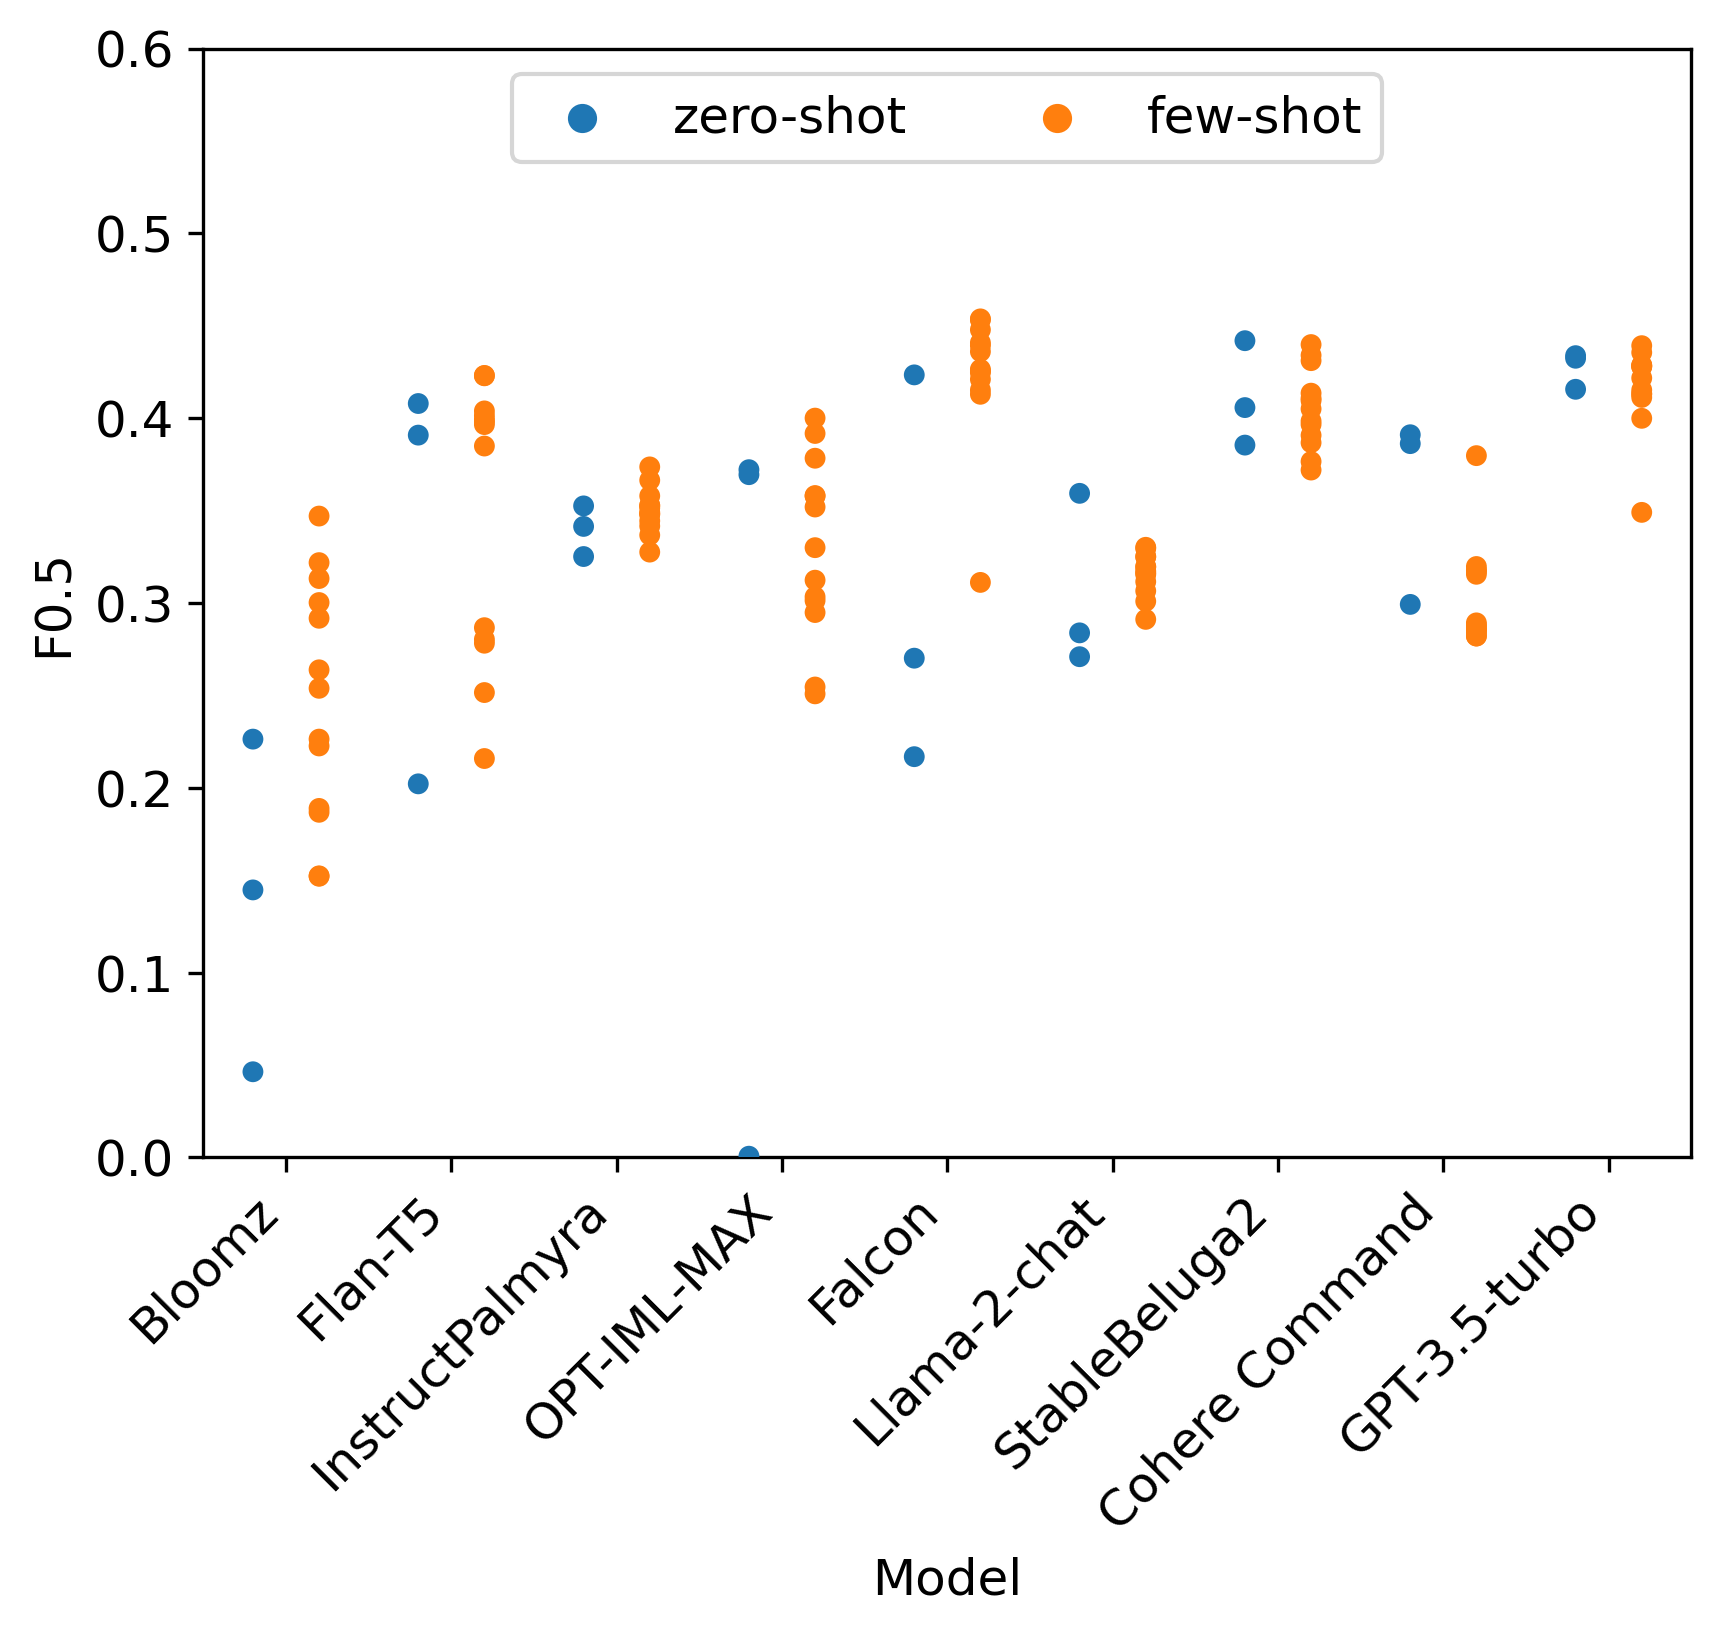 zero-shot few-shot
0.6
0.5
0.4
0.3
0.2
0.1
0.0
F0.5
Bloomz
Flan-T5
InstructPalmyra
OPT-IML-MAX
Falcon
Llama-2-chat
StableBeluga2
Cohere Command
GPT-3.5-turbo
Model